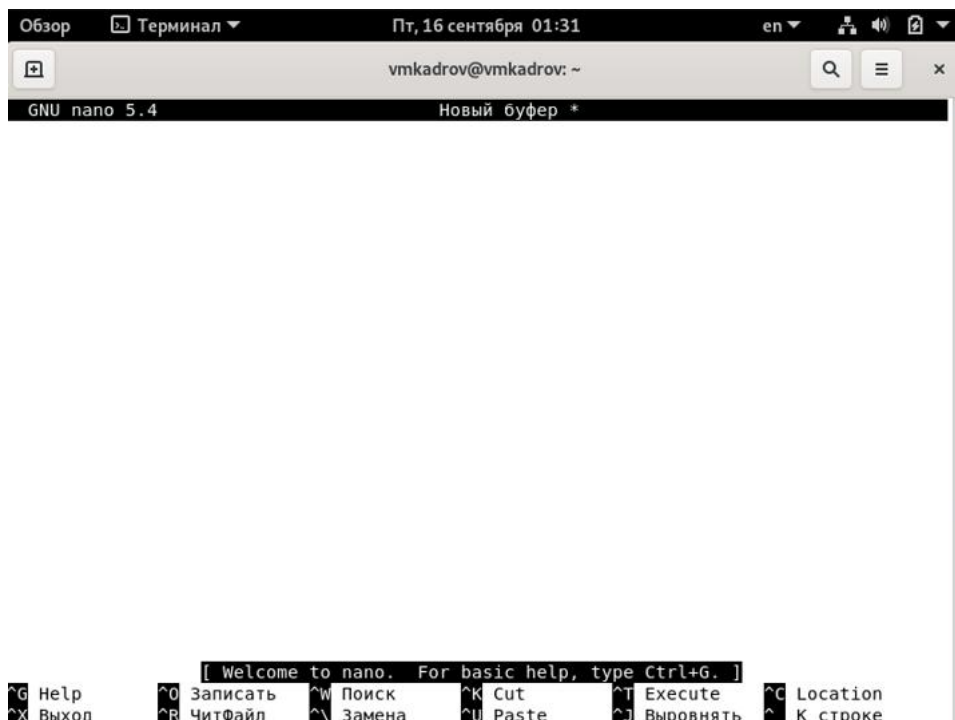 Обзор Терминал Пт, 16 сентября 01:31 en
vmkadrov@vmkadrov: ~
GNU nano 5.4 Новый буфер *
[ Welcome to nano. For basic help, type Ctrl+G. ]
^G Help ^O Записать ^W Поиск ^K Cut ^T Execute ^C Location
^X Выход ^R ЧитФайл ^\ Замена ^U Paste ^J Выровнять ^ К строке